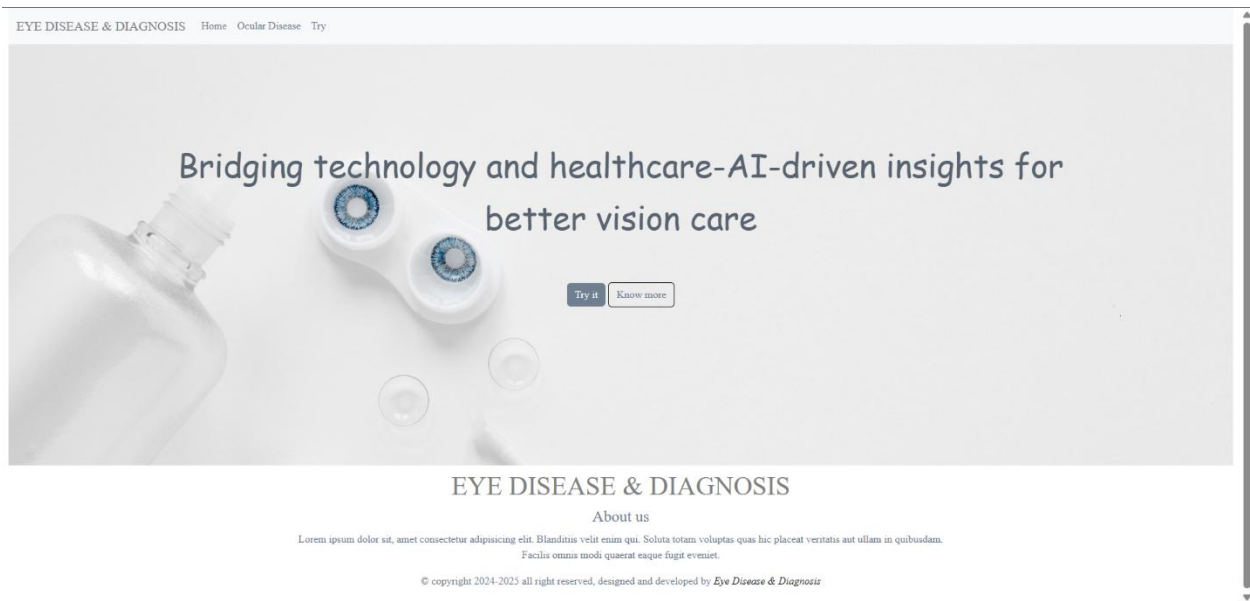 EYE DISEASE & DIAGNOSIS Home Ocular Disease Try
Bridging technology and healthcare-AI-driven insights for
better vision care
Try it Know more
EYE DISEASE & DIAGNOSIS
About us
Lorem ipsum dolor sit, amet consectetur adipisicing elit. Blanditiis velit enim qui. Soluta totam voluptas quas hic placeat veritatis aut ullam in quibusdam.
Facilis omnis modi quaerat eaque fugit eveniet.
© copyright 2024-2025 all right reserved, designed and developed by Eye Disease & Diagnosis